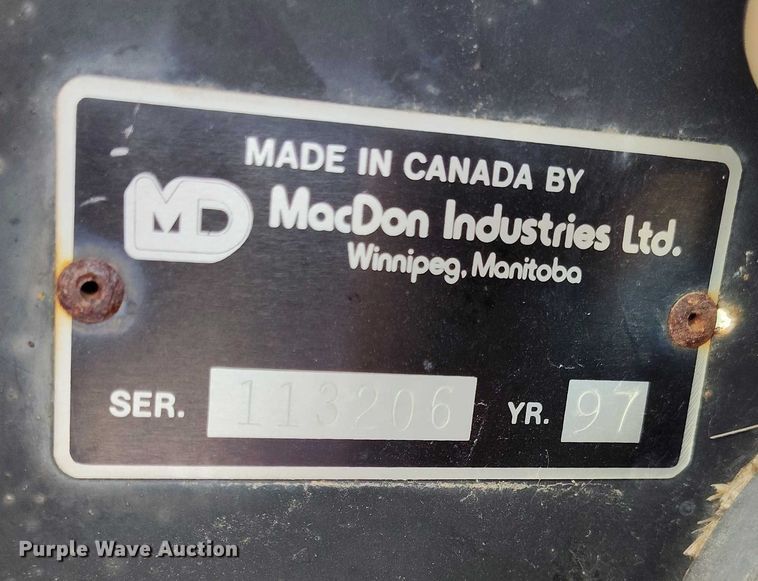 MADE IN CANADA BY
MD MacDon Industries Ltd.
Winnipeg, Manitoba
SER. 113206 YR. 97
Purple Wave Auction